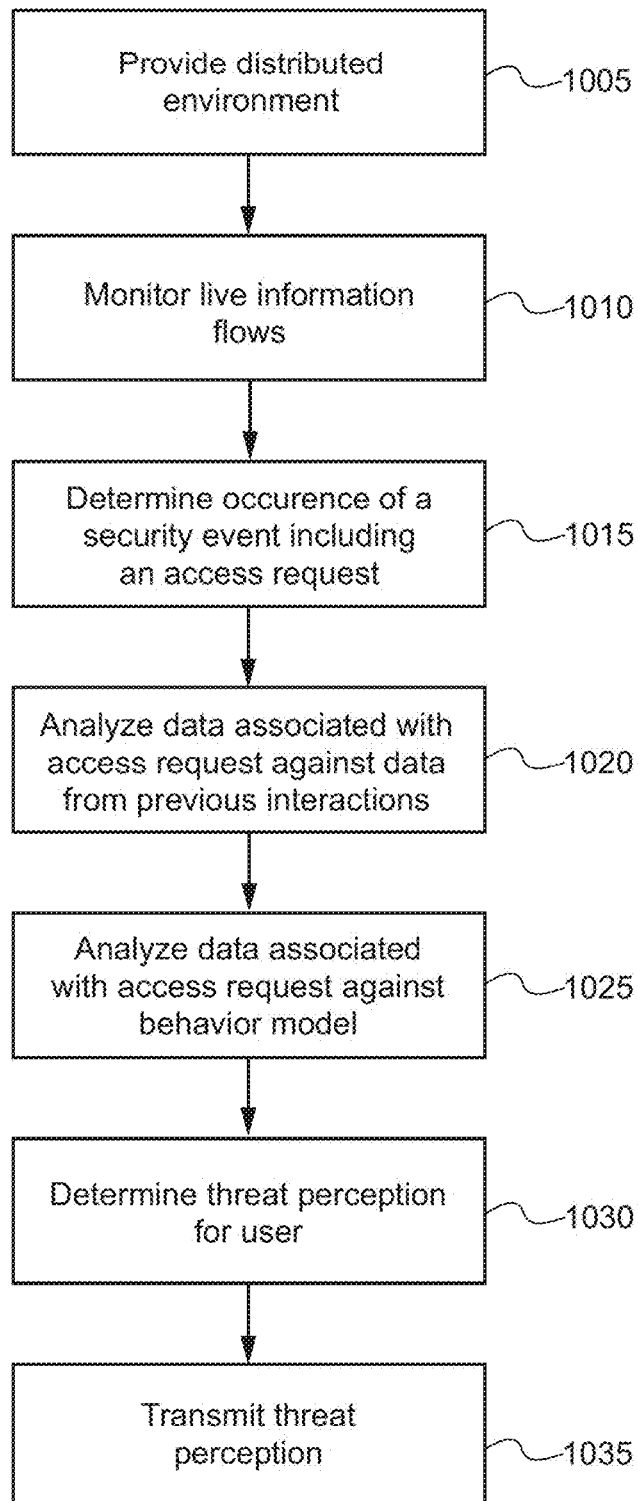 Provide distributed
environment
1005
Monitor live information
flows
1010
Determine occurence of a
security event including
an access request
1015
Analyze data associated with
access request against data
from previous interactions
1020
Analyze data associated
with access request against
behavior model
1025
Determine threat perception
for user
1030
Transmit threat
perception
1035